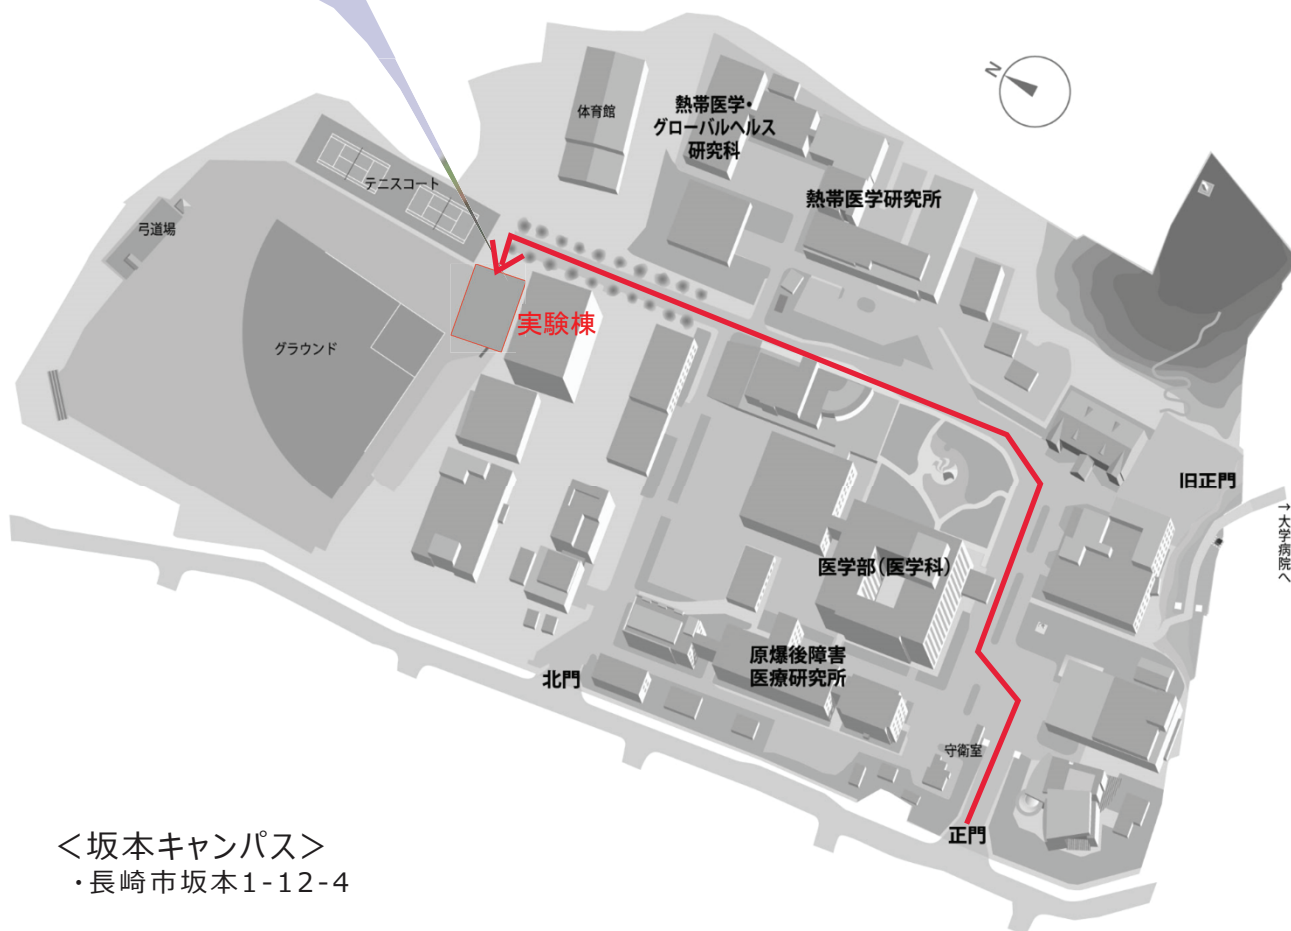 N
体育館
熱帯医学・
グローバルヘルス
研究科
テニスコート
熱帯医学研究所
弓道場
実験棟
グラウンド
旧正門
→大学病院へ
医学部(医学科)
原爆後障害
医療研究所
北門
守衛室
正門
＜坂本キャンパス＞
・長崎市坂本1-12-4